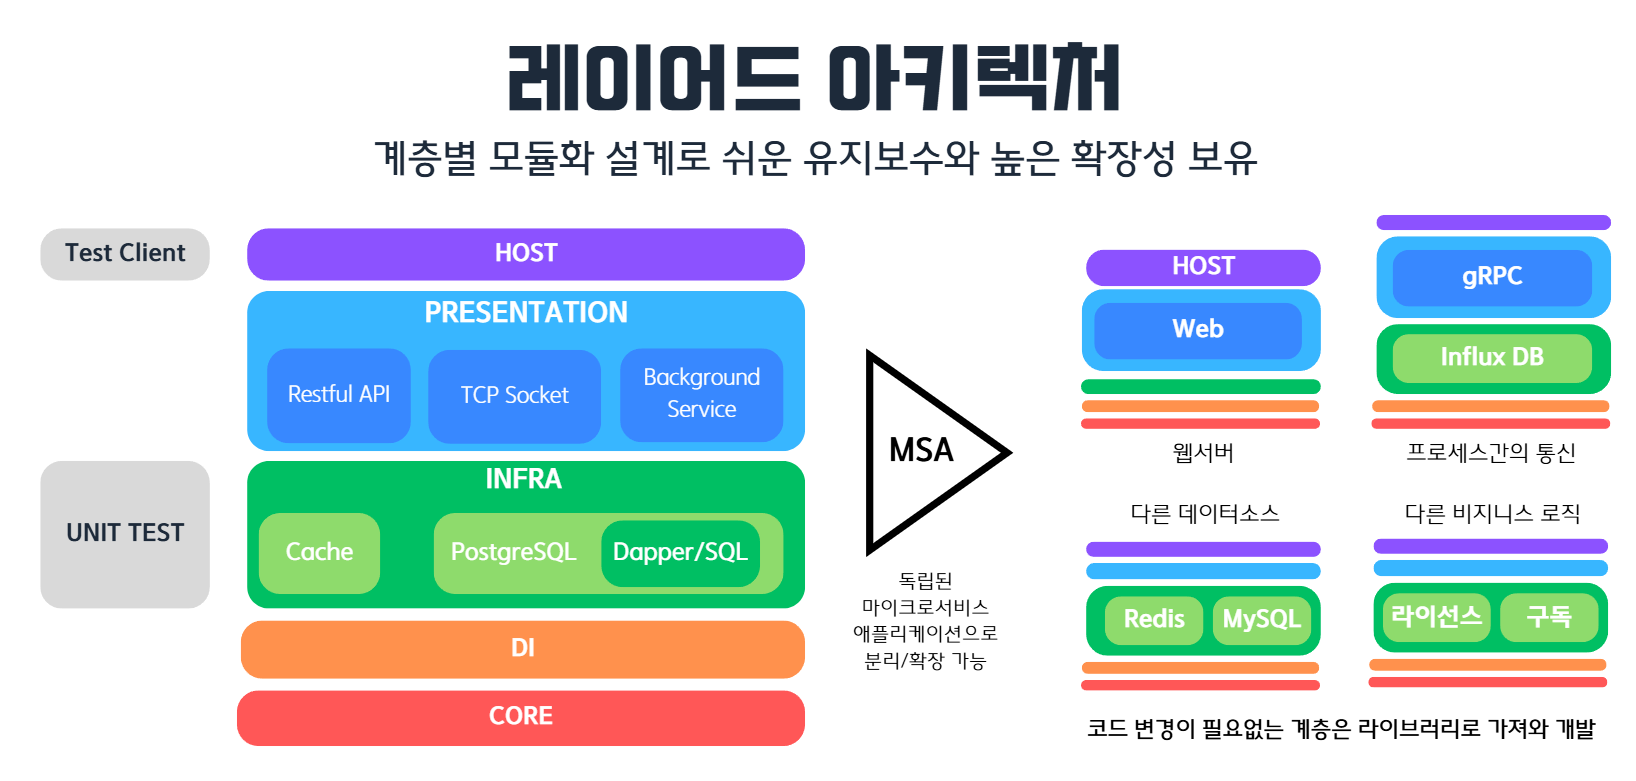 레이어드 아키텍처
계층별 모듈화 설계로 쉬운 유지보수와 높은 확장성 보유
Test Client
HOST
PRESENTATION
Restful API
TCP Socket
Background
Service
UNIT TEST
INFRA
Cache
PostgreSQL
Dapper/SQL
DI
CORE
MSA
독립된
마이크로서비스
애플리케이션으로
분리/확장 가능
HOST
Web
웹서버
gRPC
Influx DB
프로세스간의 통신
다른 데이터소스
Redis
MySQL
다른 비지니스 로직
라이선스
구독
코드 변경이 필요없는 계층은 라이브러리로 가져와 개발